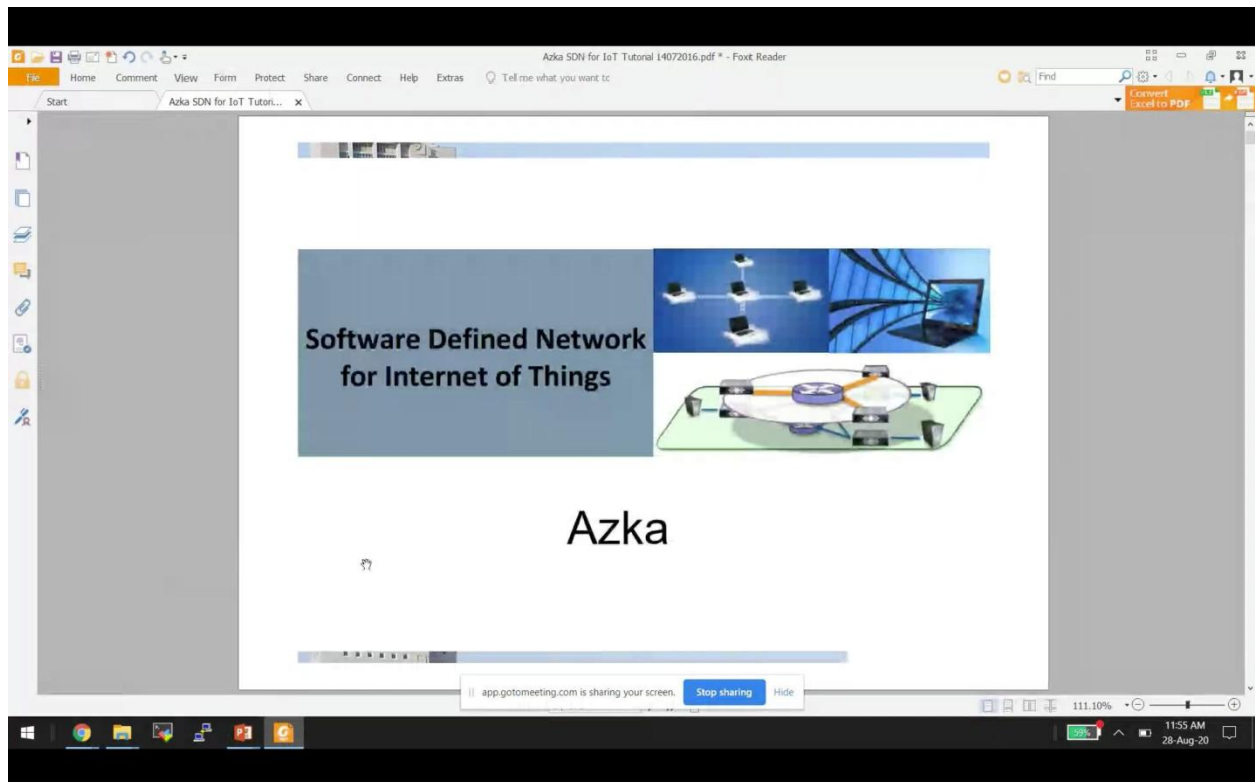 Azka SDN for IoT Tutorial 14072016.pdf * - Foxit Reader
File Home Comment View Form Protect Share Connect Help Extras Tell me what you want tc Find
Start Azka SDN for IoT Tutori... x
Convert
Excel to PDF
Software Defined Network
for Internet of Things
Azka
app.gotomeeting.com is sharing your screen. Stop sharing Hide
111.10%
59% 11:55 AM
28-Aug-20